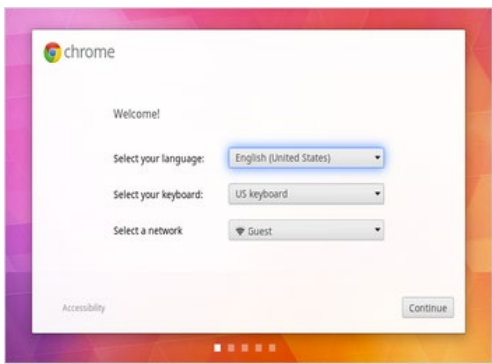 chrome
Welcome!
Select your language: English (United States)
Select your keyboard: US keyboard
Select a network Guest
Accessibility Continue